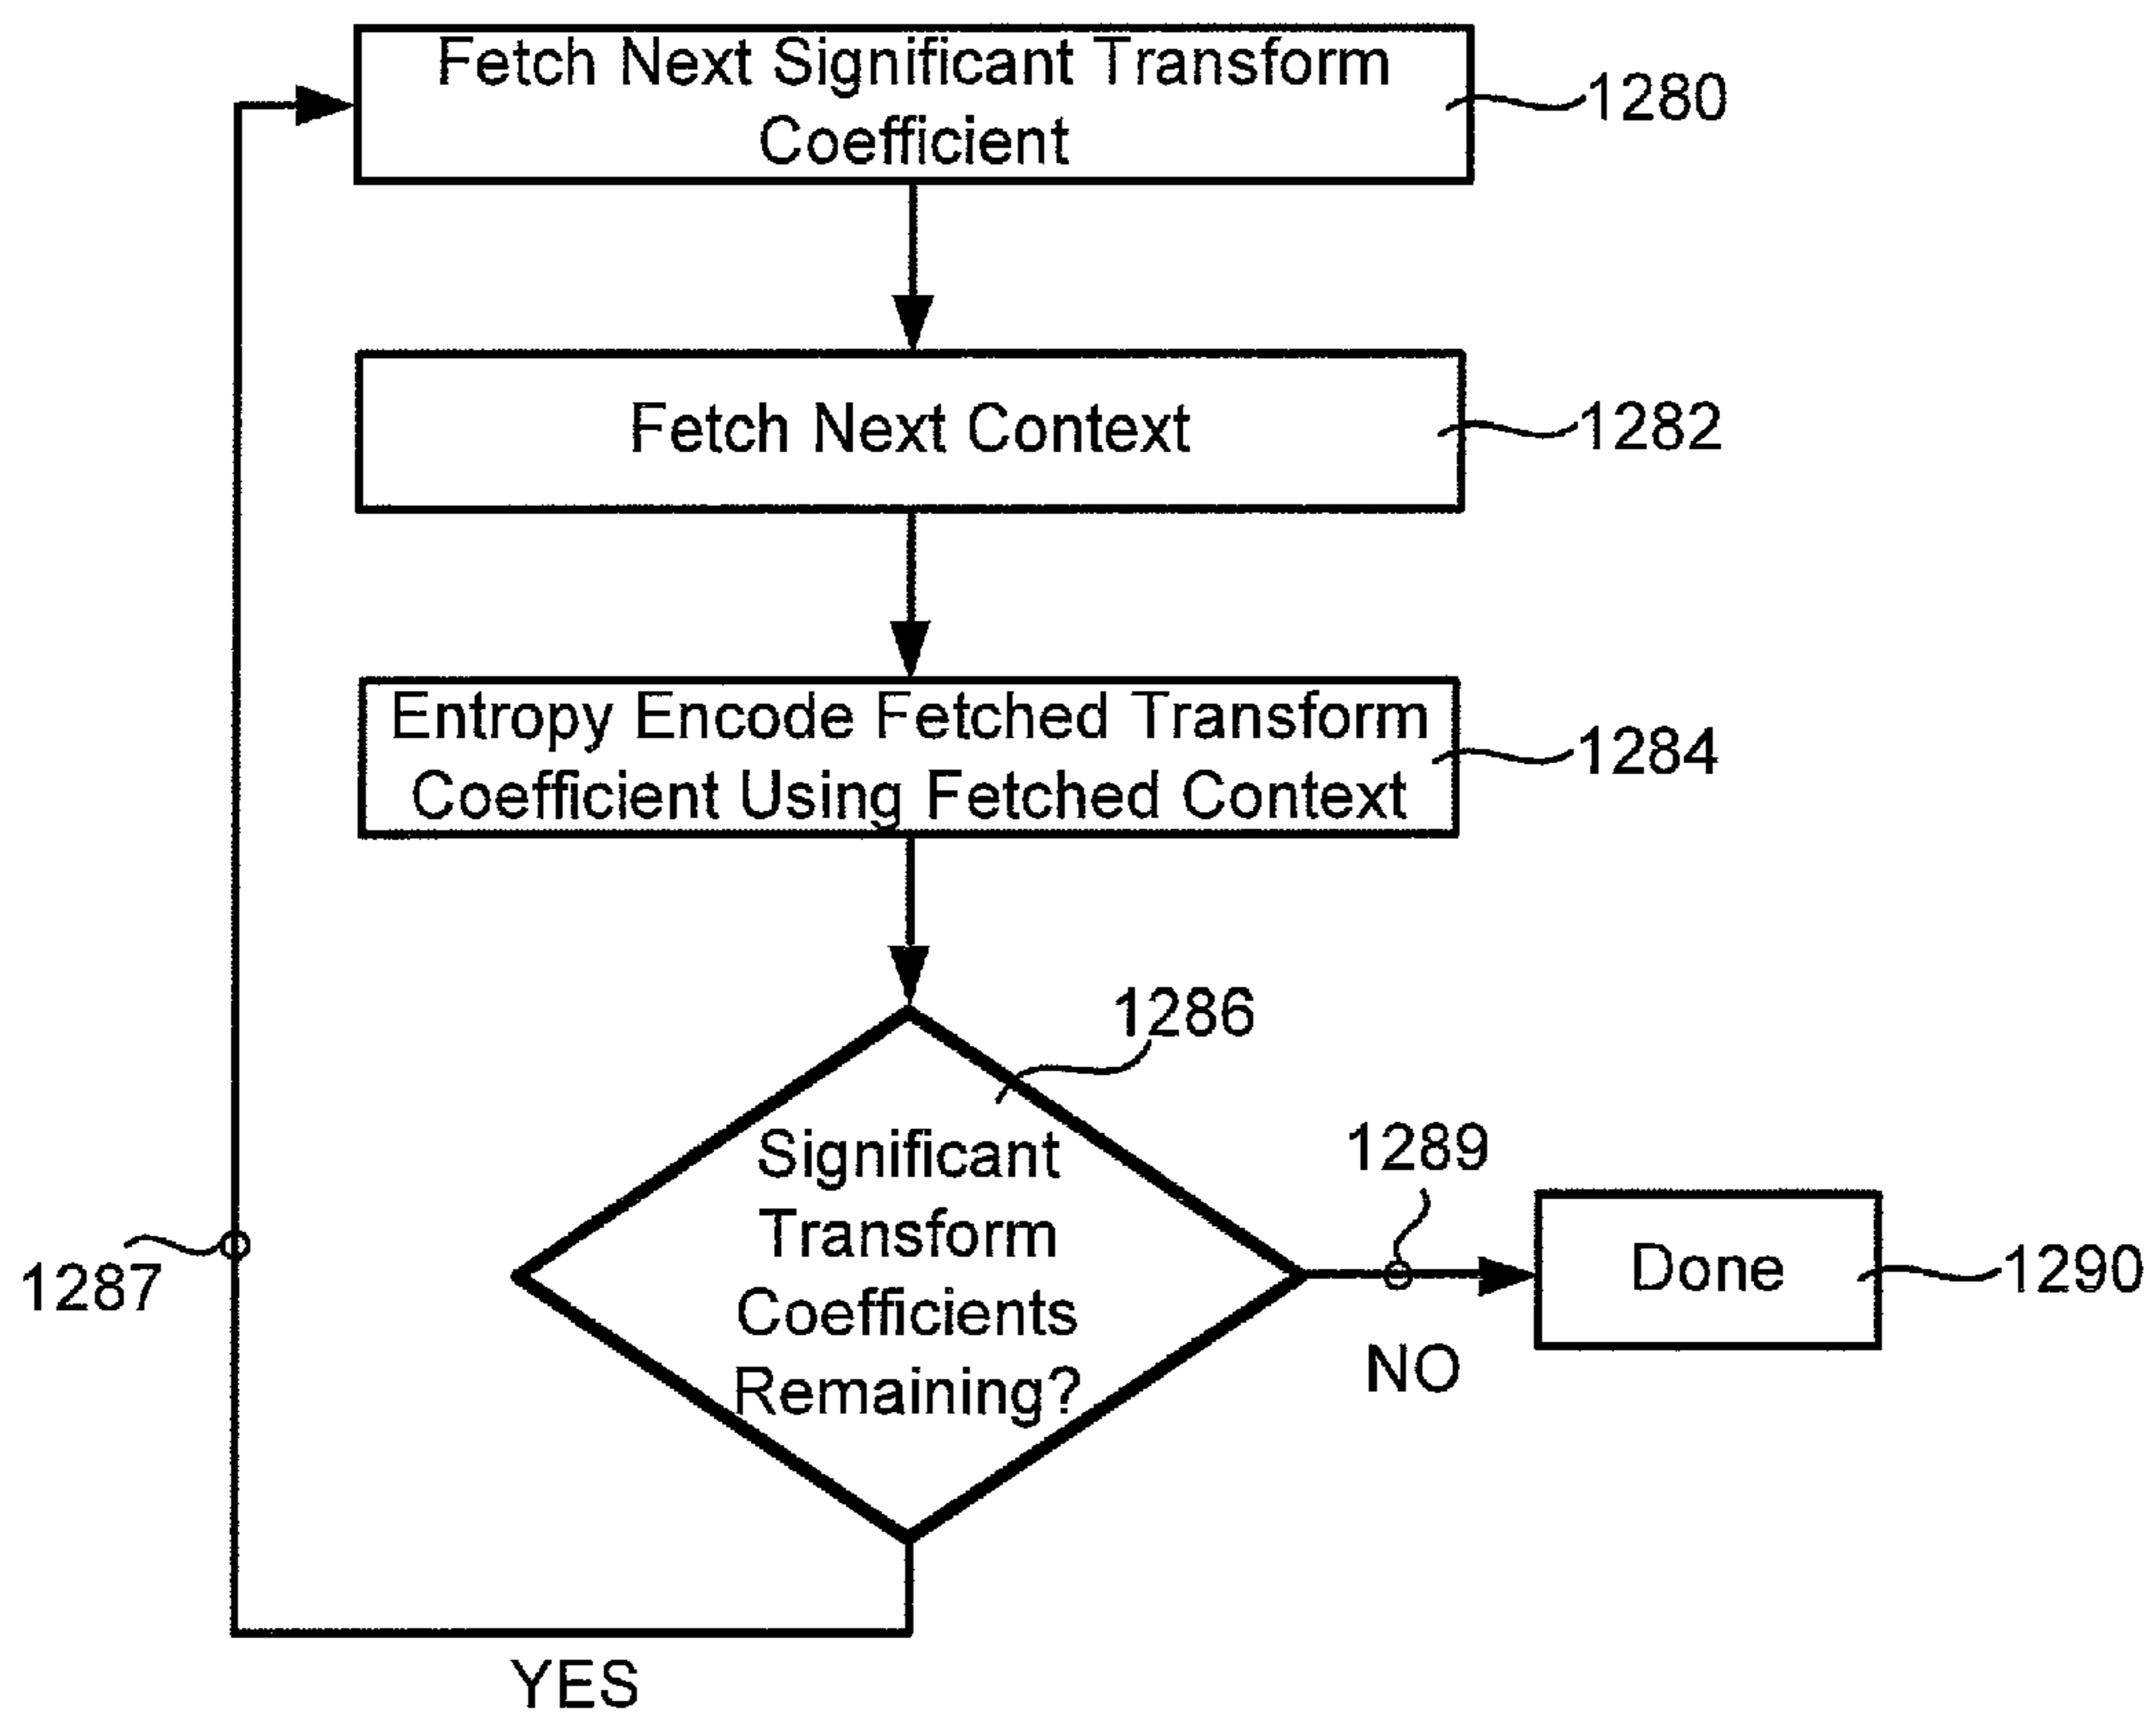 Fetch Next Significant Transform
Coefficient
1280
Fetch Next Context
1282
Entropy Encode Fetched Transform
Coefficient Using Fetched Context
1284
1286
Significant
Transform
Coefficients
Remaining?
1289
NO
Done
1290
1287
YES